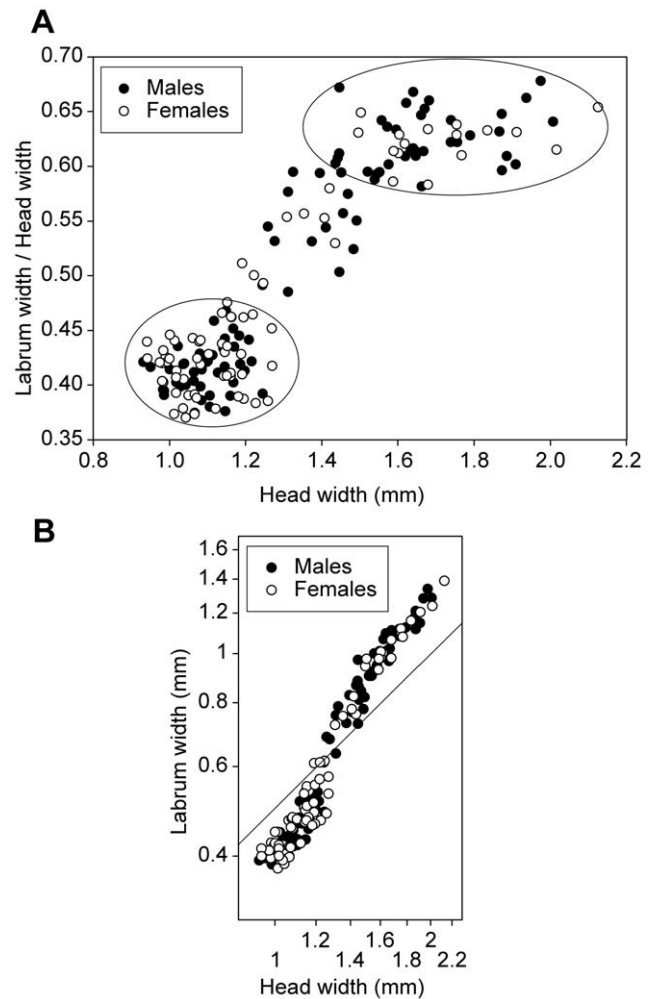 A
0.70
Males
Females
0.65
0.60
0.55
0.50
0.45
0.40
0.35
0.8 1.0 1.2 1.4 1.6 1.8 2.0 2.2
Labrum width / Head width
Head width (mm)
B
1.6
Males
Females
1.4
1.2
1
0.8
0.6
0.4
Labrum width (mm)
1.2 1.6 2
1 1.4 1.8 2.2
Head width (mm)